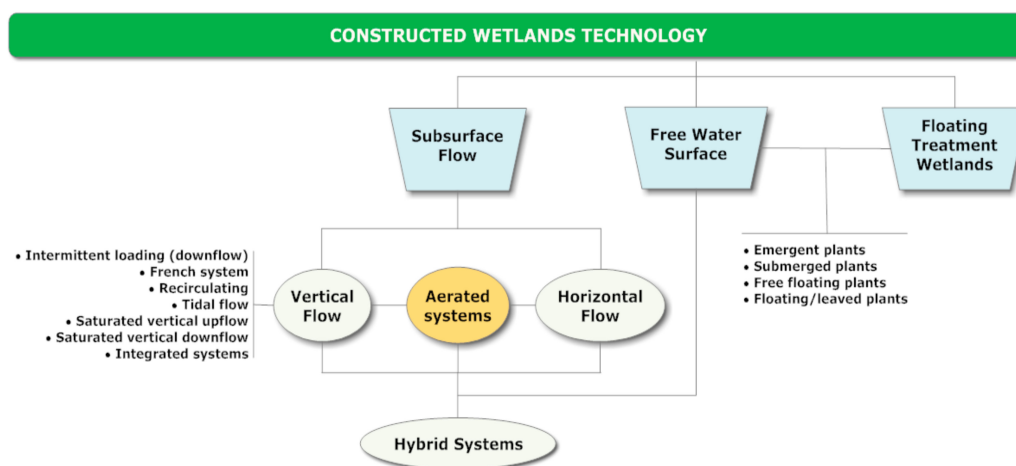 CONSTRUCTED WETLANDS TECHNOLOGY
Subsurface
Flow
Free Water
Surface
Floating
Treatment
Wetlands
• Intermittent loading (downflow)
• French system
• Recirculating
• Tidal flow
• Saturated vertical upflow
• Saturated vertical downflow
• Integrated systems
Vertical
Flow
Aerated
systems
Horizontal
Flow
• Emergent plants
• Submerged plants
• Free floating plants
• Floating/leaved plants
Hybrid Systems